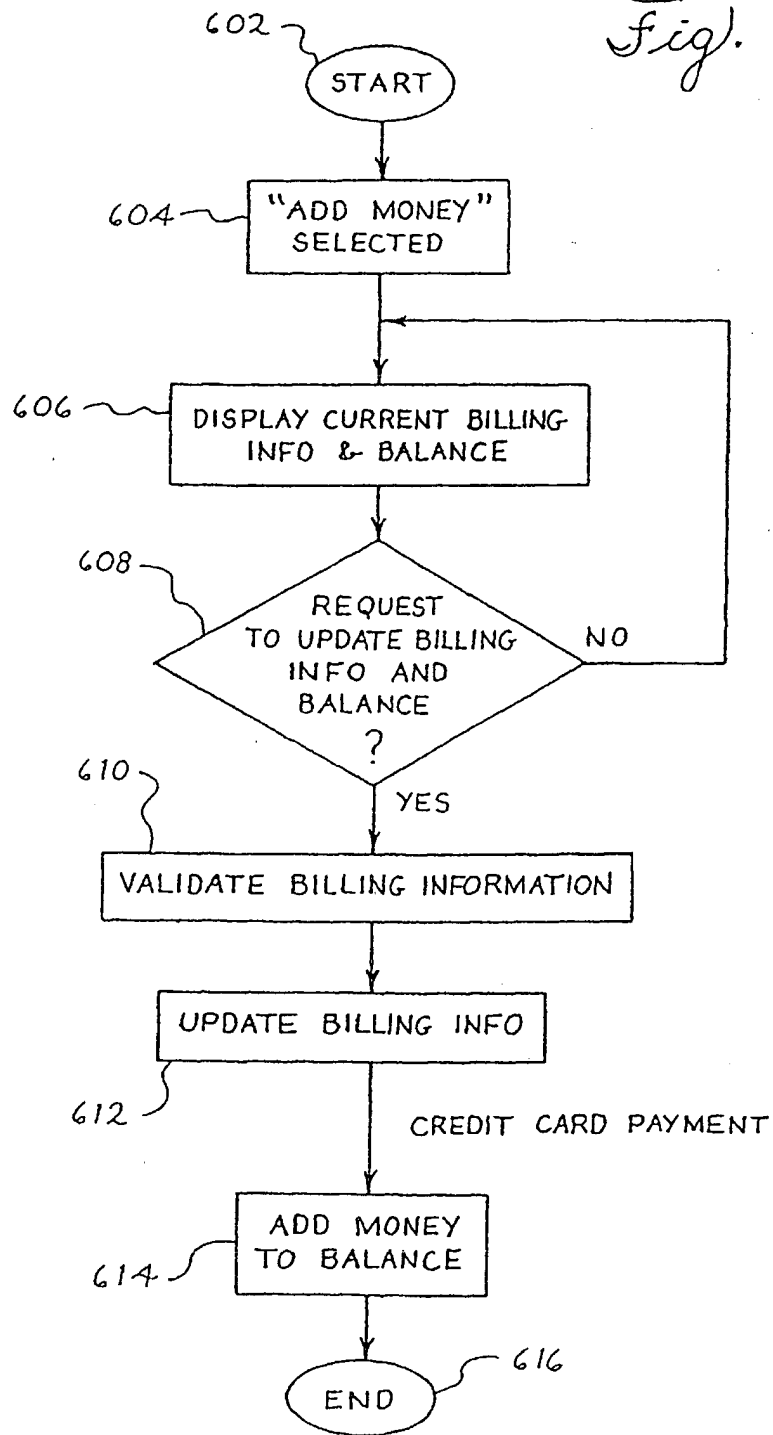 Fig.
602
START
604
"ADD MONEY"
SELECTED
606
DISPLAY CURRENT BILLING
INFO & BALANCE
608
REQUEST
TO UPDATE BILLING
INFO AND
BALANCE
?
NO
YES
610
VALIDATE BILLING INFORMATION
UPDATE BILLING INFO
612
CREDIT CARD PAYMENT
ADD MONEY
TO BALANCE
614
END
616